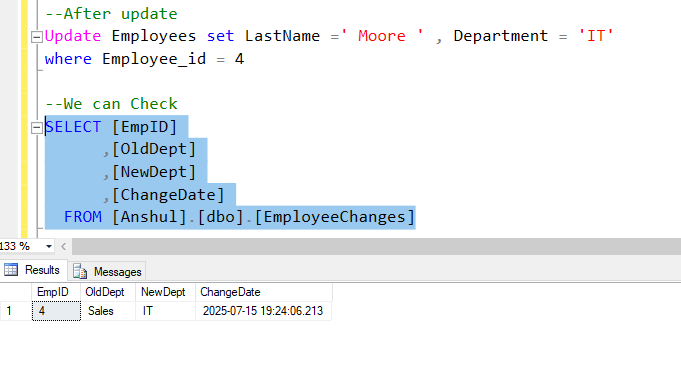 --After update
Update Employees set LastName =' Moore ' , Department = 'IT'
where Employee_id = 4
--We can Check
SELECT [EmpID]
,[OldDept]
,[NewDept]
,[ChangeDate]
FROM [Anshul].[dbo].[EmployeeChanges]
133 %
Results Messages
EmpID OldDept NewDept ChangeDate
1 4 Sales IT 2025-07-15 19:24:06.213